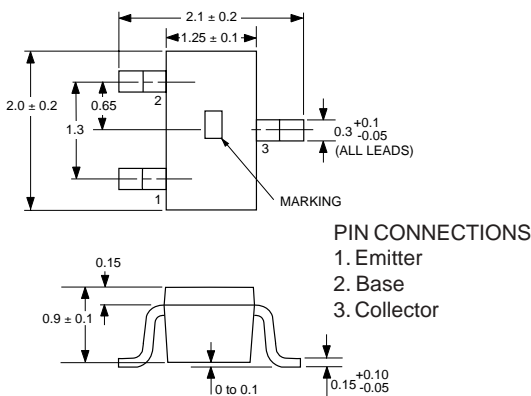 2.1 ± 0.2
1.25 ± 0.1
2.0 ± 0.2
0.65
1.3
2
1
3
0.3 +0.1 -0.05
(ALL LEADS)
MARKING
PIN CONNECTIONS
1. Emitter
2. Base
3. Collector
0.15
0.9 ± 0.1
0 to 0.1
0.15 +0.10 -0.05